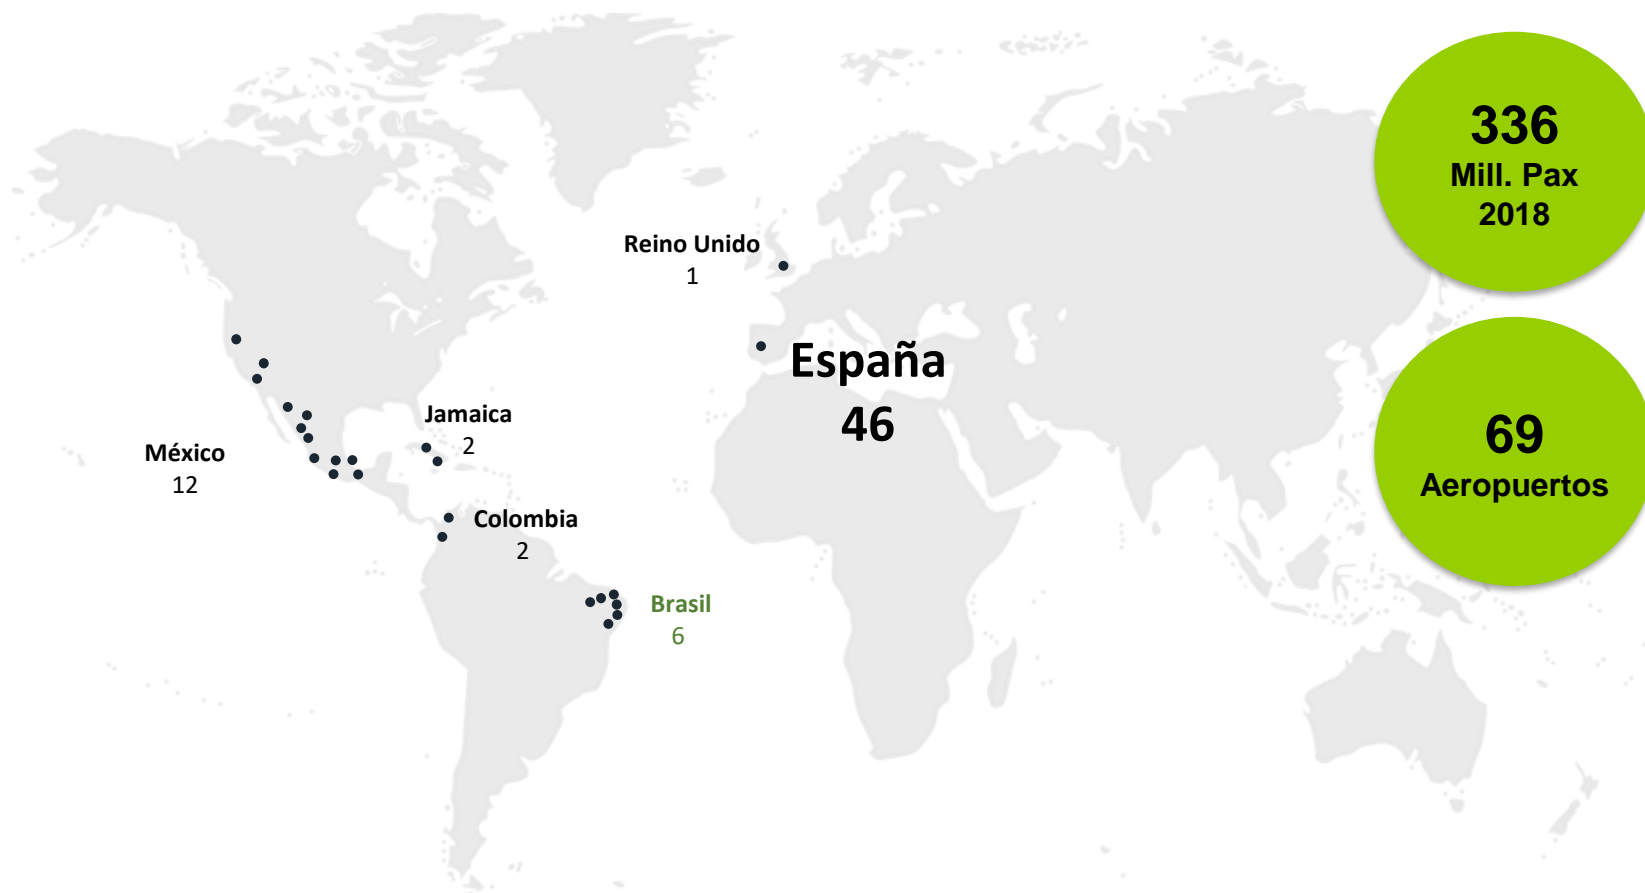 336
Mill. Pax
2018
Reino Unido
1
España
46
Jamaica
2
69
Aeropuertos
México
12
Colombia
2
Brasil
6